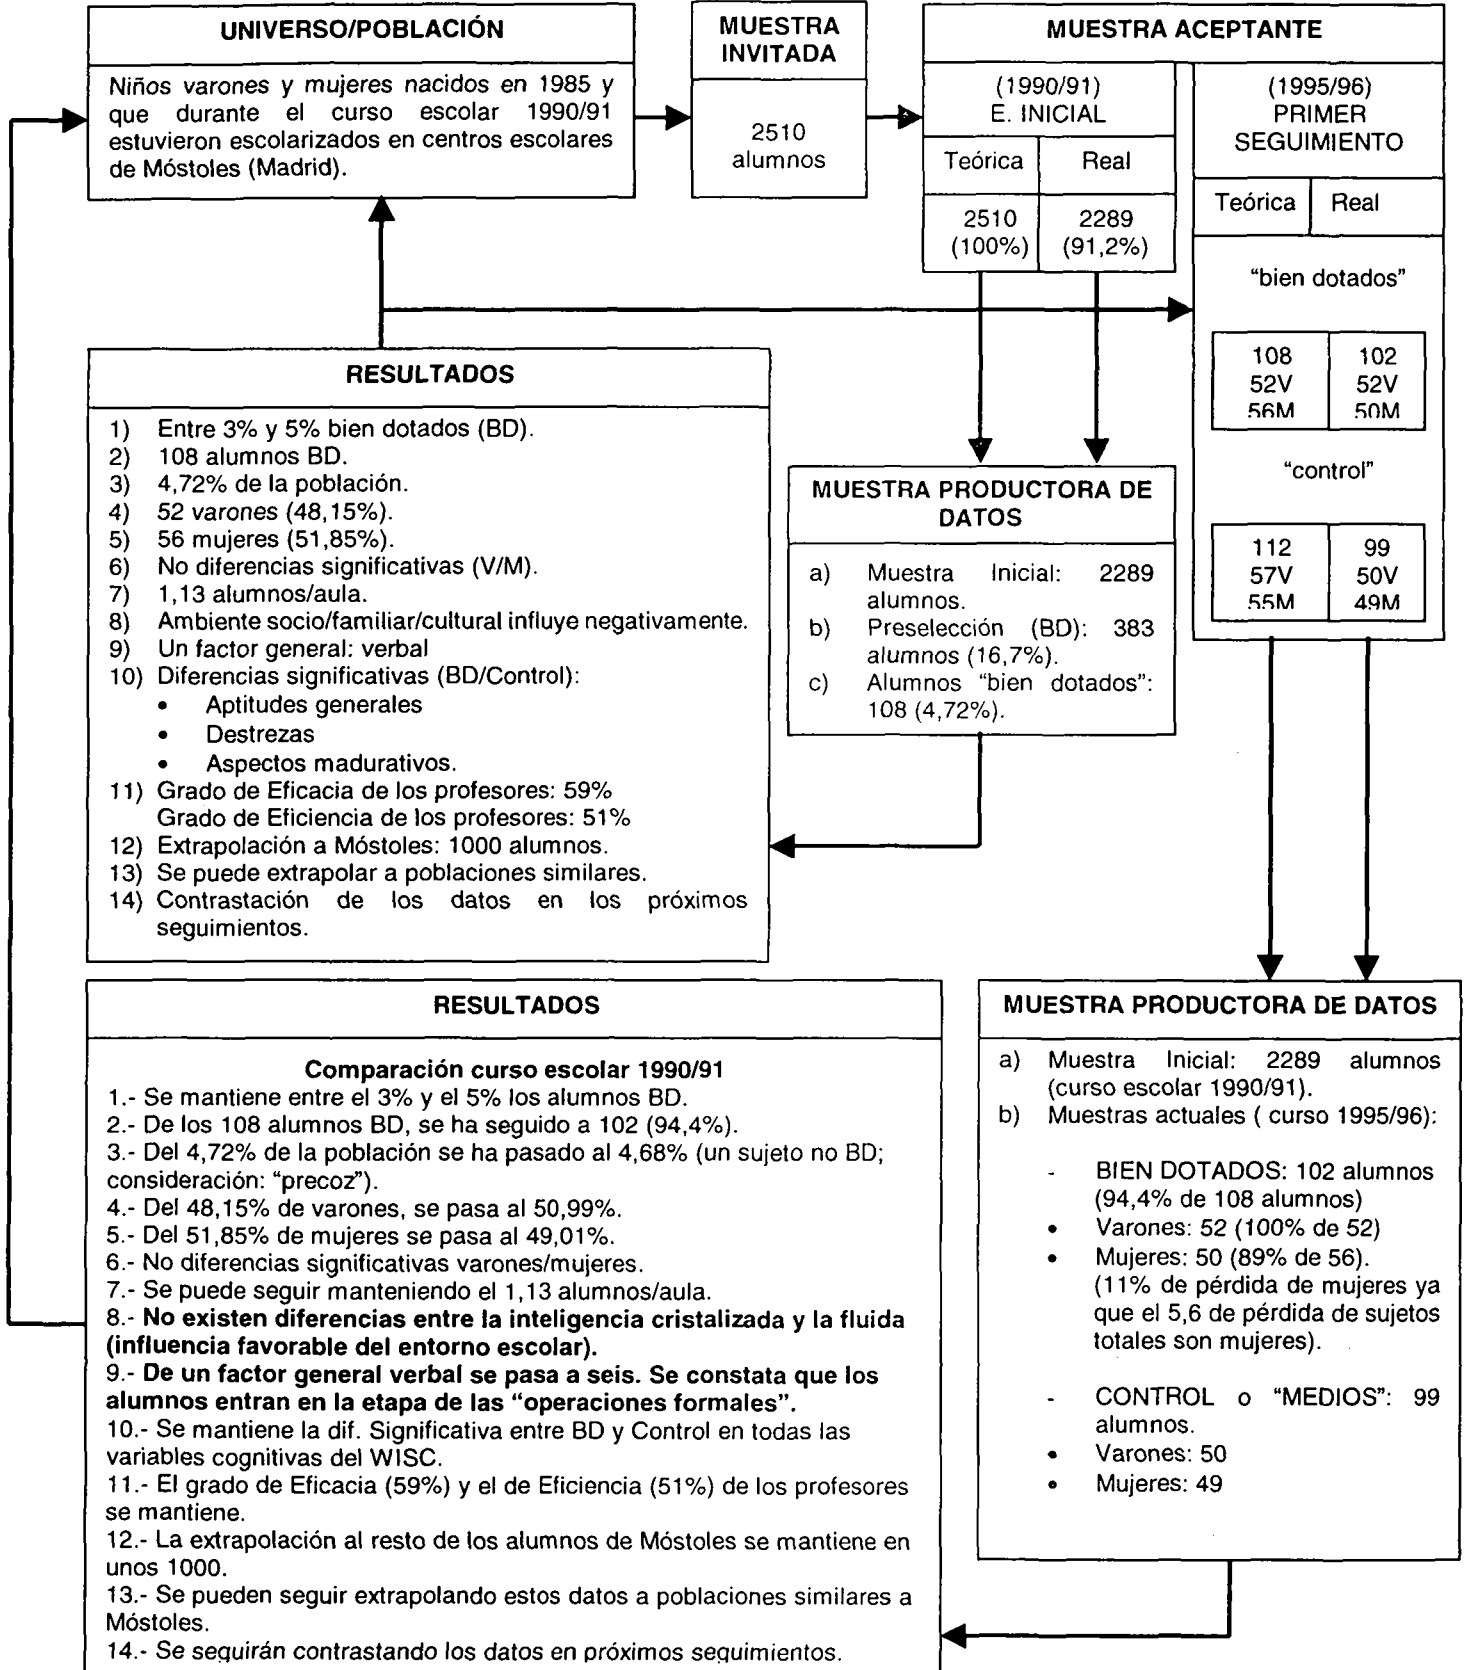 UNIVERSO/POBLACIÓN
Niños varones y mujeres nacidos en 1985 y
que durante el curso escolar 1990/91
estuvieron escolarizados en centros escolares
de Móstoles (Madrid).
MUESTRA
INVITADA
2510
alumnos
MUESTRA ACEPTANTE
(1990/91)
E. INICIAL
Teórica Real
2510 2289
(100%) (91,2%)
(1995/96)
PRIMER
SEGUIMIENTO
Teórica Real
“bien dotados”
108 102
52V 52V
56M 50M
“control”
112 99
57V 50V
55M 49M
RESULTADOS
1) Entre 3% y 5% bien dotados (BD).
2) 108 alumnos BD.
3) 4,72% de la población.
4) 52 varones (48,15%).
5) 56 mujeres (51,85%).
6) No diferencias significativas (V/M).
7) 1,13 alumnos/aula.
8) Ambiente socio/familiar/cultural influye negativamente.
9) Un factor general: verbal
10) Diferencias significativas (BD/Control):
• Aptitudes generales
• Destrezas
• Aspectos madurativos.
11) Grado de Eficacia de los profesores: 59%
Grado de Eficiencia de los profesores: 51%
12) Extrapolación a Móstoles: 1000 alumnos.
13) Se puede extrapolar a poblaciones similares.
14) Contrastación de los datos en los próximos
seguimientos.
MUESTRA PRODUCTORA DE
DATOS
a) Muestra Inicial: 2289
alumnos.
b) Preselección (BD): 383
alumnos (16,7%).
c) Alumnos “bien dotados”:
108 (4,72%).
RESULTADOS
Comparación curso escolar 1990/91
1.- Se mantiene entre el 3% y el 5% los alumnos BD.
2.- De los 108 alumnos BD, se ha seguido a 102 (94,4%).
3.- Del 4,72% de la población se ha pasado al 4,68% (un sujeto no BD;
consideración: “precoz”).
4.- Del 48,15% de varones, se pasa al 50,99%.
5.- Del 51,85% de mujeres se pasa al 49,01%.
6.- No diferencias significativas varones/mujeres.
7.- Se puede seguir manteniendo el 1,13 alumnos/aula.
8.- No existen diferencias entre la inteligencia cristalizada y la fluida
(influencia favorable del entorno escolar).
9.- De un factor general verbal se pasa a seis. Se constata que los
alumnos entran en la etapa de las “operaciones formales”.
10.- Se mantiene la dif. Significativa entre BD y Control en todas las
variables cognitivas del WISC.
11.- El grado de Eficacia (59%) y el de Eficiencia (51%) de los profesores
se mantiene.
12.- La extrapolación al resto de los alumnos de Móstoles se mantiene en
unos 1000.
13.- Se pueden seguir extrapolando estos datos a poblaciones similares a
Móstoles.
14.- Se seguirán contrastando los datos en próximos seguimientos.
MUESTRA PRODUCTORA DE DATOS
a) Muestra Inicial: 2289 alumnos
(curso escolar 1990/91).
b) Muestras actuales ( curso 1995/96):
- BIEN DOTADOS: 102 alumnos
(94,4% de 108 alumnos)
• Varones: 52 (100% de 52)
• Mujeres: 50 (89% de 56).
(11% de pérdida de mujeres ya
que el 5,6 de pérdida de sujetos
totales son mujeres).
- CONTROL o “MEDIOS”: 99
alumnos.
• Varones: 50
• Mujeres: 49